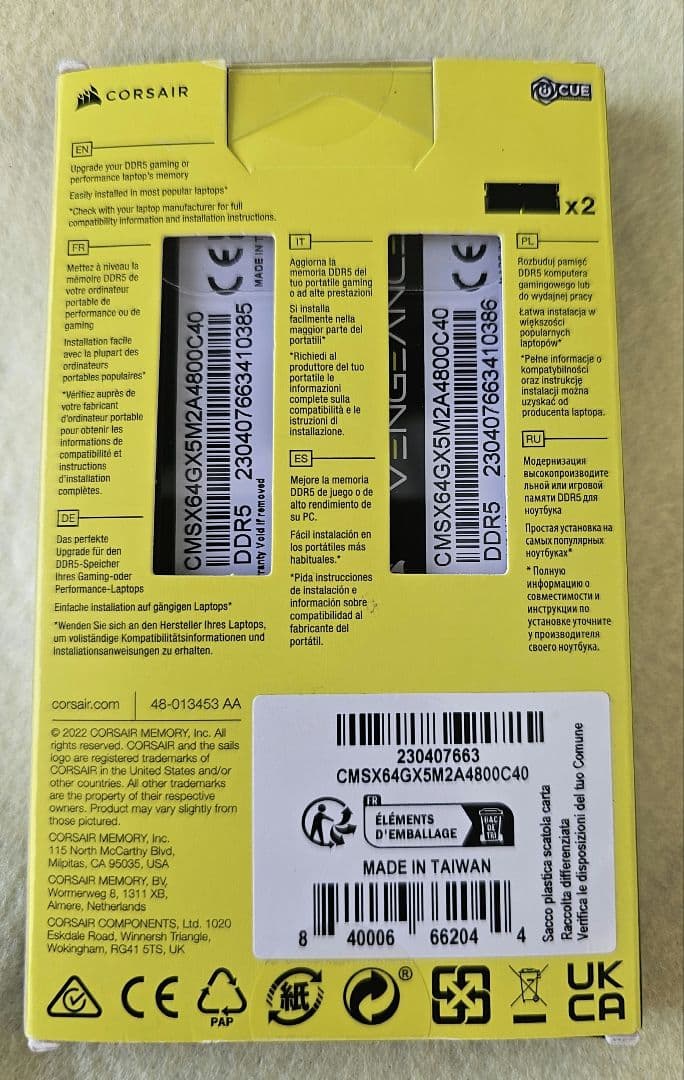 CORSAIR
iCUE
EN
Upgrade your DDR5 gaming or
performance laptop's memory
Easily installed in most popular laptops*
*Check with your laptop manufacturer for full
compatibility information and installation instructions.
x2
FR
Mettez à niveau la
mémoire DDR5 de
votre ordinateur
portable de
performance ou de
gaming
Installation facile
avec la plupart des
ordinateurs
portables populaires*
*Vérifiez auprès de
votre fabricant
d'ordinateur portable
pour obtenir les
informations de
compatibilité et
instructions
d'installation
complètes.
DE
Das perfekte
Upgrade für den
DDR5-Speicher
Ihres Gaming-oder
Performance-Laptops
Einfache installation auf gängigen Laptops*
*Wenden Sie sich an den Hersteller Ihres Laptops,
um volständige Kompatibilitätsinformationen und
Installationsanweisungen zu erhalten.
CE
MADE IN T
CMSX64GX5M2A4800C40
DDR5 230407663410385
ranty Void if removed
IT
Aggiorna la
memoria DDR5 del
tuo portatile gaming
o ad alte prestazioni
Si installa
facilmente nella
maggior parte dei
portatili*
*Richiedi al
produttore del tuo
portatile le
informazioni
complete sulla
compatibilità e le
istruzioni di
installazione.
ES
Mejore la memoria
DDR5 de juego o de
alto rendimiento de
su PC.
Fácil instalación en
los portátiles más
habituales.*
*Pida instrucciones
de instalación e
información sobre
compatibilidad al
fabricante del
portátil.
VENGEANCE
CE
CMSX64GX5M2A4800C40
DDR5 230407663410386
PL
Rozbuduj pamięć
DDR5 komputera
gamingowego lub
do wydajnej pracy
Łatwa instalacja w
większości
popularnych
laptopów*
*Pełne informacje o
kompatybilności
oraz instrukcję
instalacji można
uzyskać od
producenta laptopa.
RU
Модернизация
высокопроизводите
льной или игровой
памяти DDR5 для
ноутбука
Простая установка на
самых популярных
ноутбуках*
* Полную
информацию о
совместимости и
инструкции по
установке уточните
у производителя
своего ноутбука.
corsair.com 48-013453 AA
© 2022 CORSAIR MEMORY, Inc. All
rights reserved. CORSAIR and the sails
logo are registered trademarks of
CORSAIR in the United States and/or
other countries. All other trademarks
are the property of their respective
owners. Product may vary slightly from
those pictured.
CORSAIR MEMORY, Inc.
115 North McCarthy Blvd,
Milpitas, CA 95035, USA
CORSAIR MEMORY, BV,
Wormerweg 8, 1311 XB,
Almere, Netherlands
CORSAIR COMPONENTS, Ltd. 1020
Eskdale Road, Winnersh Triangle,
Wokingham, RG41 5TS, UK
230407663
CMSX64GX5M2A4800C40
FR
ÉLÉMENTS
D'EMBALLAGE
BAC
DE
TRI
MADE IN TAIWAN
8 40006 66204 4
Sacco plastica scatola carta
Raccolta differenziata
Verifica le disposizioni del tuo Comune
CE
PAP
紙
®
UK
CA